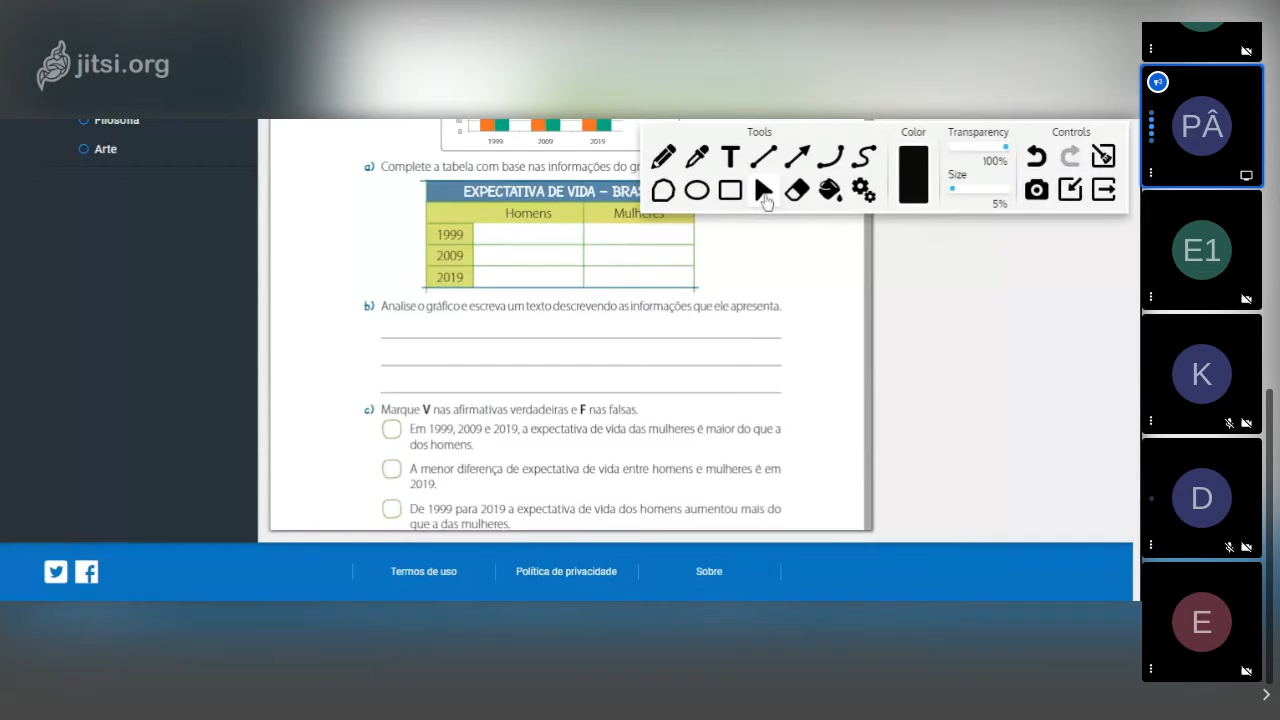 jitsi.org
Filosofia
Arte
10
0
1999 2009 2019
a) Complete a tabela com base nas informações do
EXPECTATIVA DE VIDA –
Homens Mulheres
1999
2009
2019
b) Analise o gráfico e escreva um texto descrevendo as informações que ele apresenta.
c) Marque V nas afirmativas verdadeiras e F nas falsas.
Em 1999, 2009 e 2019, a expectativa de vida das mulheres é maior do que a
dos homens.
A menor diferença de expectativa de vida entre homens e mulheres é em
2019.
De 1999 para 2019 a expectativa de vida dos homens aumentou mais do
que a das mulheres.
Tools
Color
Transparency
100%
Size
5%
Controls
Termos de uso
Política de privacidade
Sobre
PÂ
E1
K
D
E